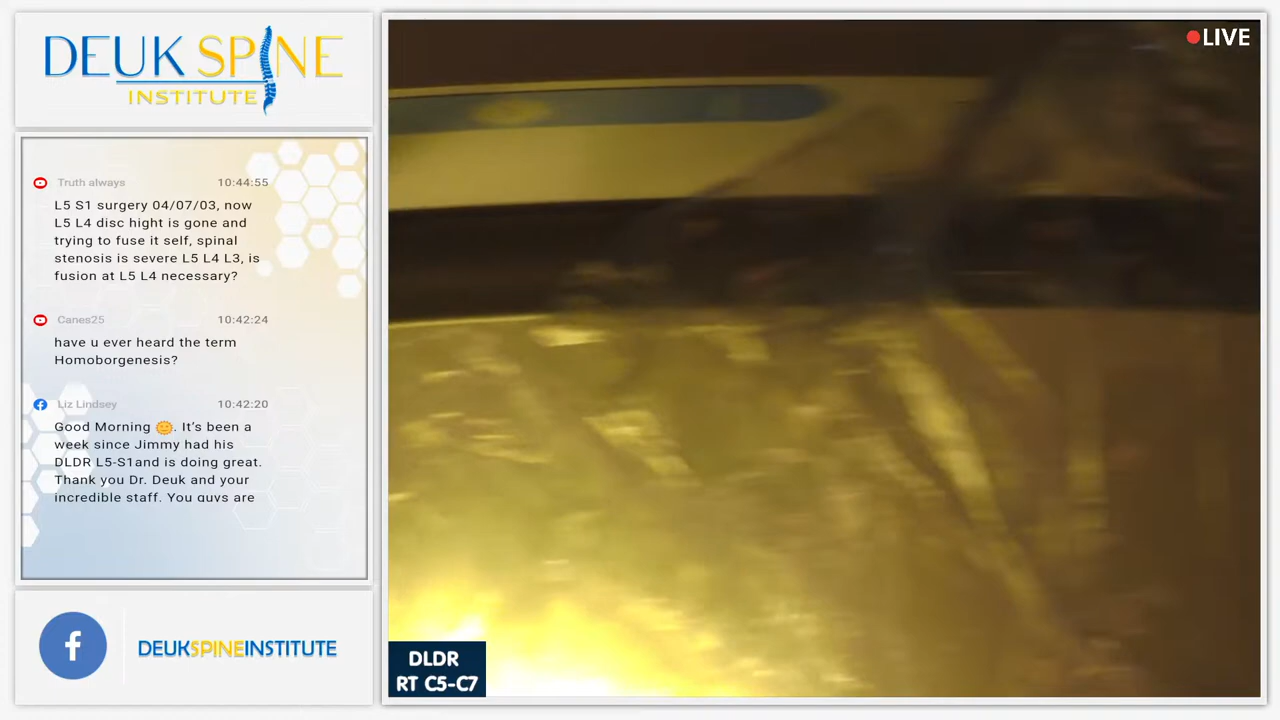 DEUK SPINE
INSTITUTE
Truth always 10:44:55
L5 S1 surgery 04/07/03, now
L5 L4 disc hight is gone and
trying to fuse it self, spinal
stenosis is severe L5 L4 L3, is
fusion at L5 L4 necessary?
Canes25 10:42:24
have u ever heard the term
Homoborgenesis?
Liz Lindsey 10:42:20
Good Morning 😊. It's been a
week since Jimmy had his
DLDR L5-S1and is doing great.
Thank you Dr. Deuk and your
incredible staff. You guys are
f
DEUKSPINEINSTITUTE
LIVE
DLDR
RT C5-C7